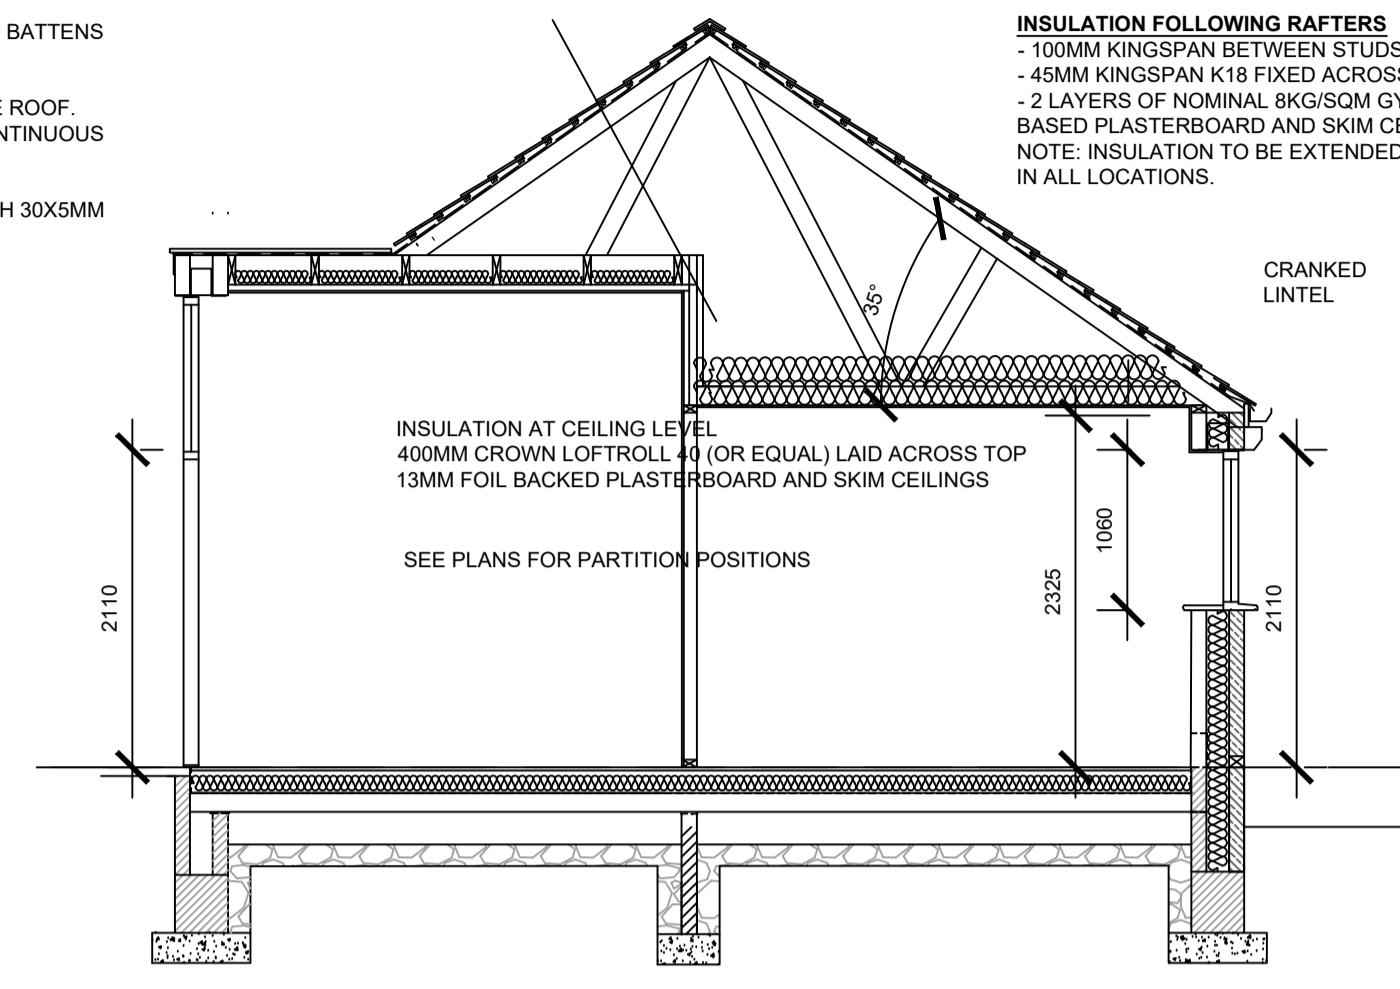 BATTENS
ROOF.
NTINUOUS
H 30X5MM
INSULATION FOLLOWING RAFTERS
- 100MM KINGSPAN BETWEEN STUDS
- 45MM KINGSPAN K18 FIXED ACROSS
- 2 LAYERS OF NOMINAL 8KG/SQM GY
BASED PLASTERBOARD AND SKIM CE
NOTE: INSULATION TO BE EXTENDED
IN ALL LOCATIONS.
CRANKED
LINTEL
35°
INSULATION AT CEILING LEVEL
400MM CROWN LOFTROLL 40 (OR EQUAL) LAID ACROSS TOP
13MM FOIL BACKED PLASTERBOARD AND SKIM CEILINGS
SEE PLANS FOR PARTITION POSITIONS
2110
2325
1060
2110